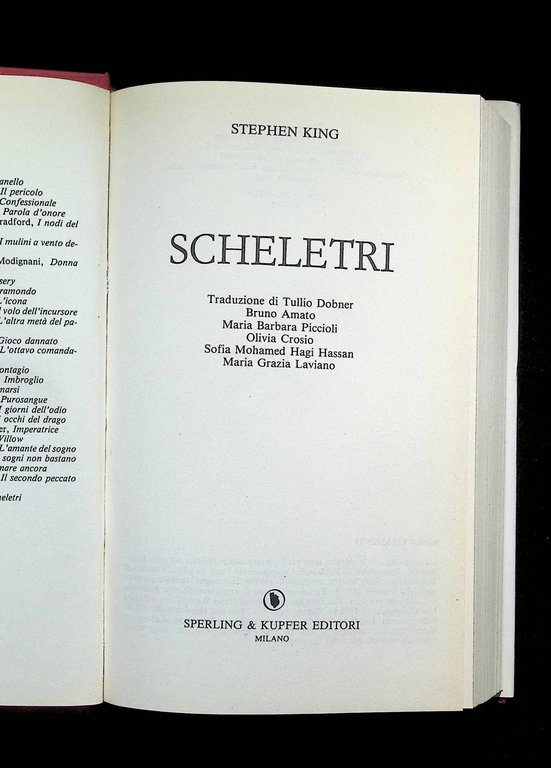 anello
Il pericolo
Confessionale
Parola d'onore
radford, I nodi del
I mulini a vento de-
Modignani, Donna
sery
ramondo
L'icona
l volo dell'incursore
L'altra metà del pa-
Gioco dannato
L'ottavo comanda-
ontagio
Imbroglio
marsi
Purosangue
I giorni dell'odio
i occhi del drago
er, Imperatrice
Willow
L'amante del sogno
sogni non bastano
mare ancora
Il secondo peccato
heletri
STEPHEN KING
SCHELETRI
Traduzione di Tullio Dobner
Bruno Amato
Maria Barbara Piccioli
Olivia Crosio
Sofia Mohamed Hagi Hassan
Maria Grazia Laviano
SPERLING & KUPFER EDITORI
MILANO